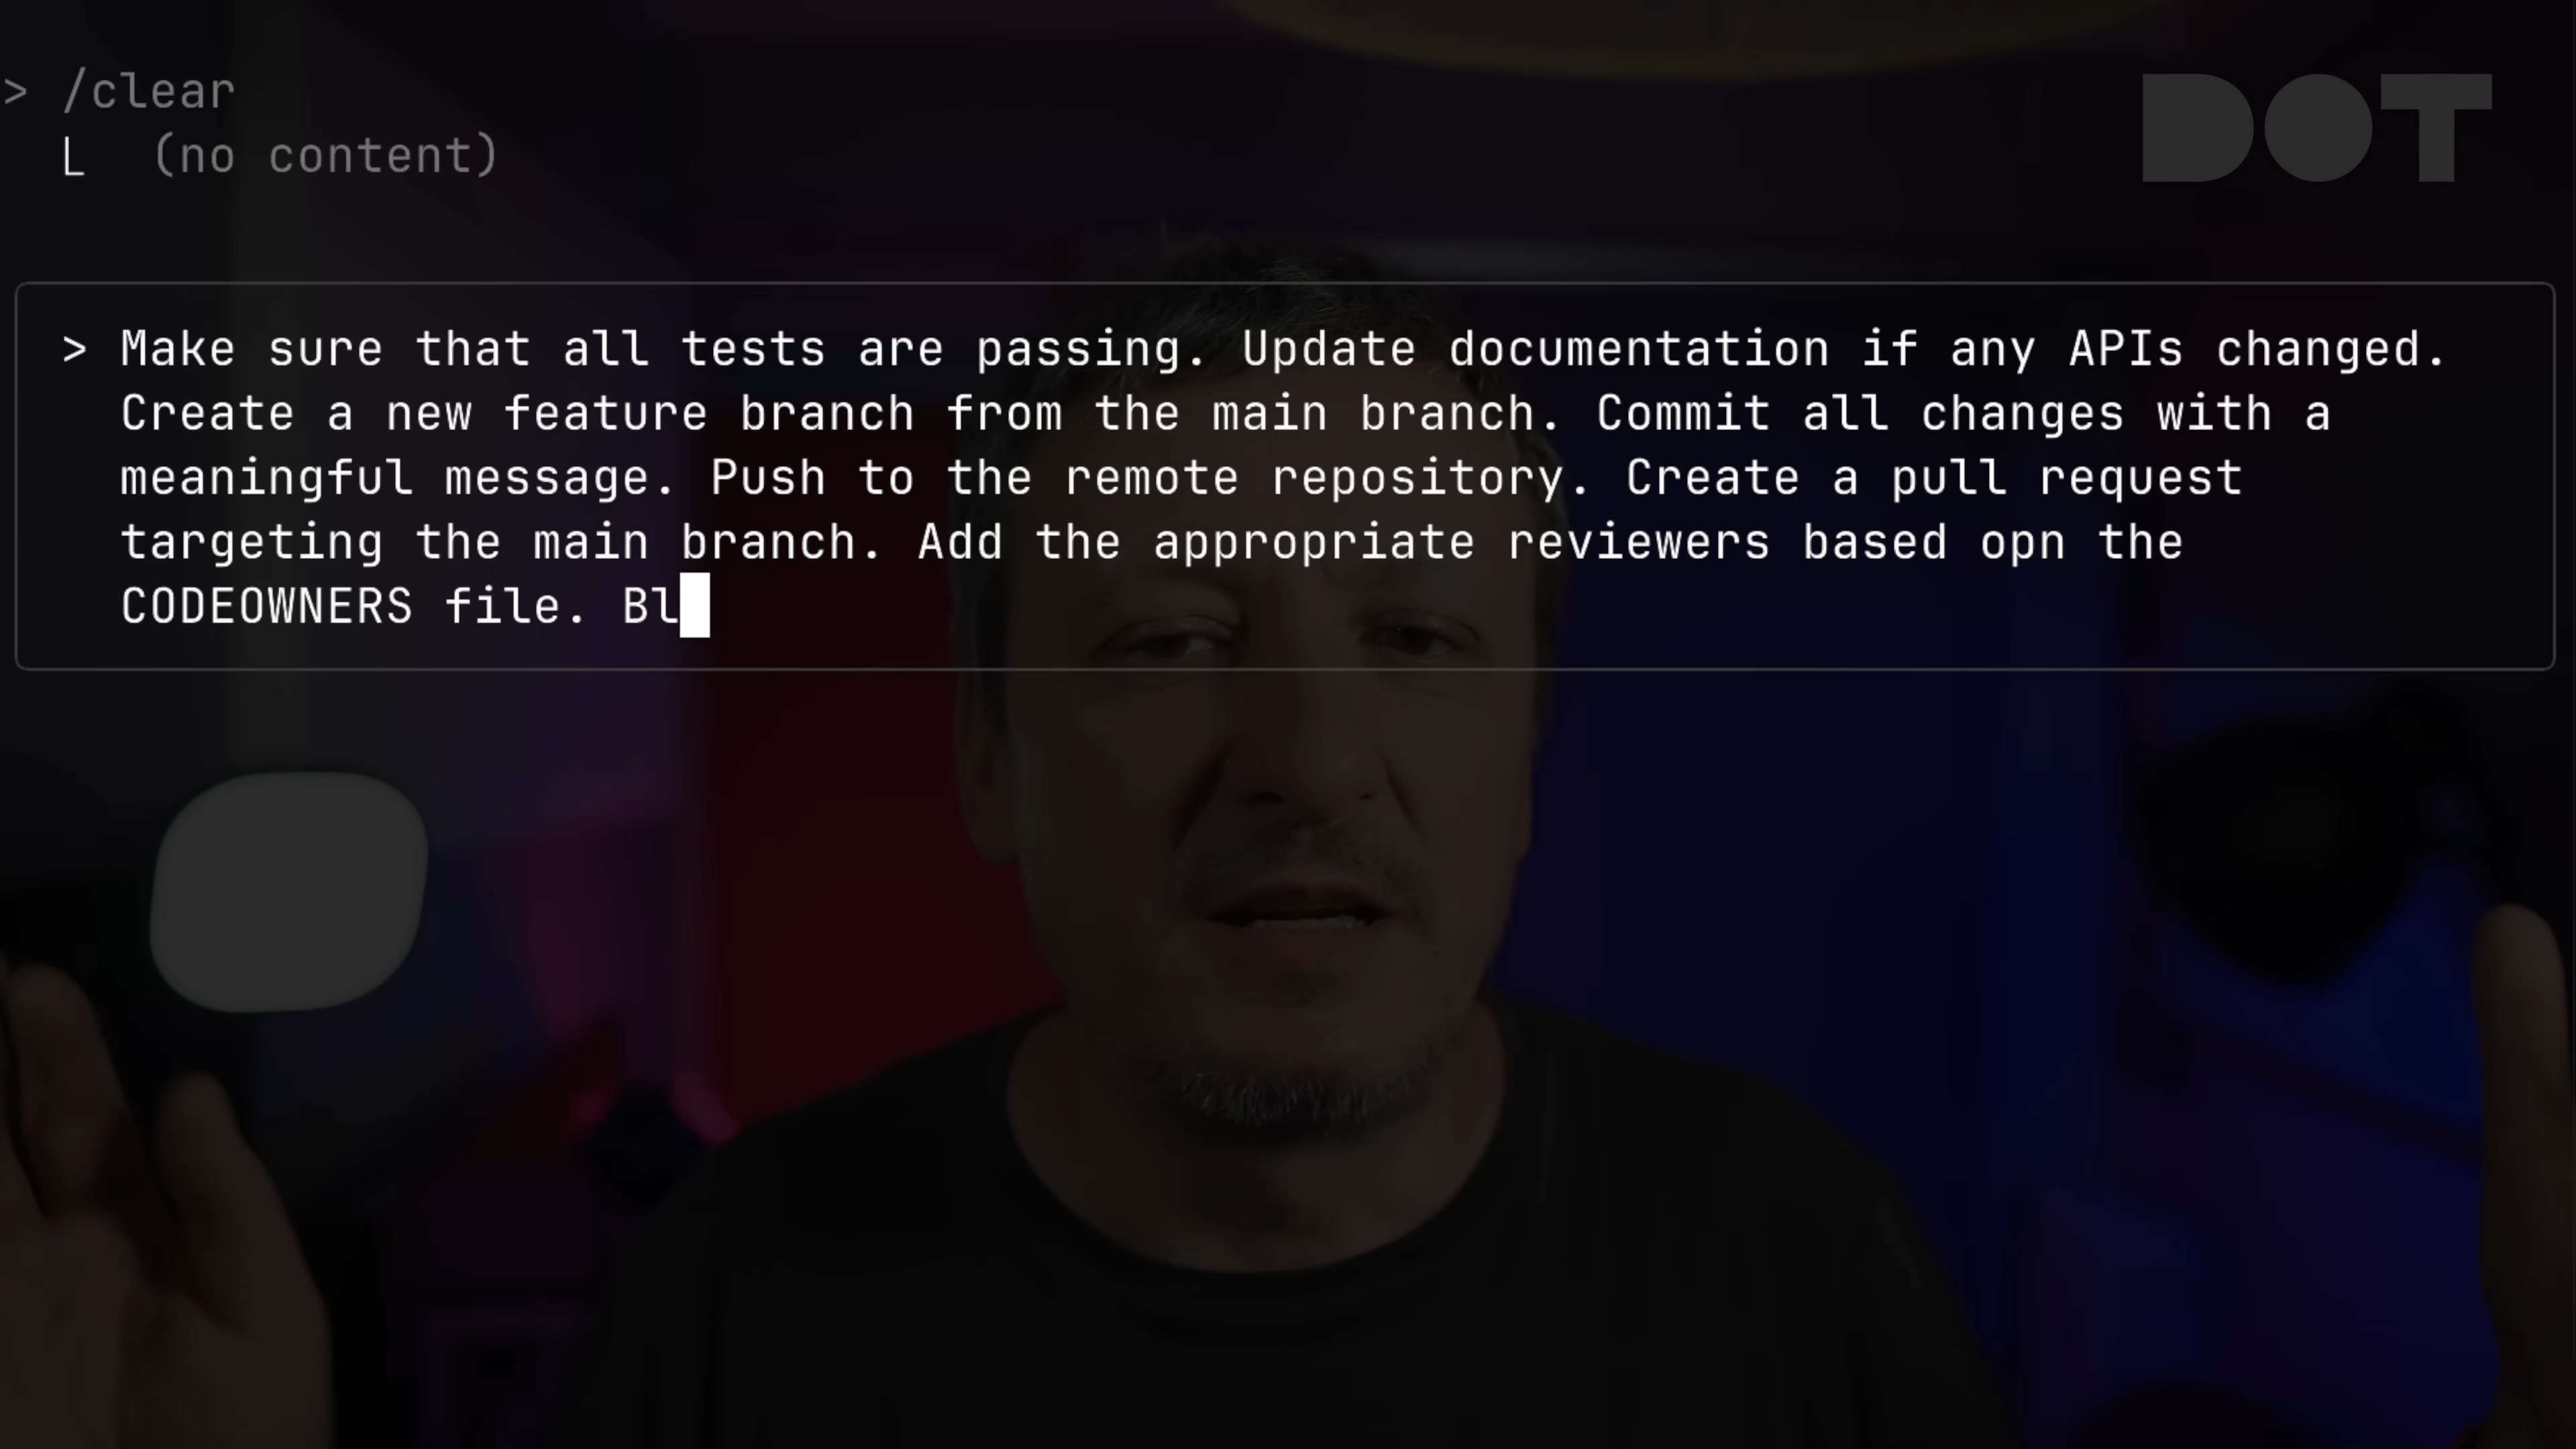 > /clear
L (no content)
DOT
> Make sure that all tests are passing. Update documentation if any APIs changed.
Create a new feature branch from the main branch. Commit all changes with a
meaningful message. Push to the remote repository. Create a pull request
targeting the main branch. Add the appropriate reviewers based opn the
CODEOWNERS file. Bl